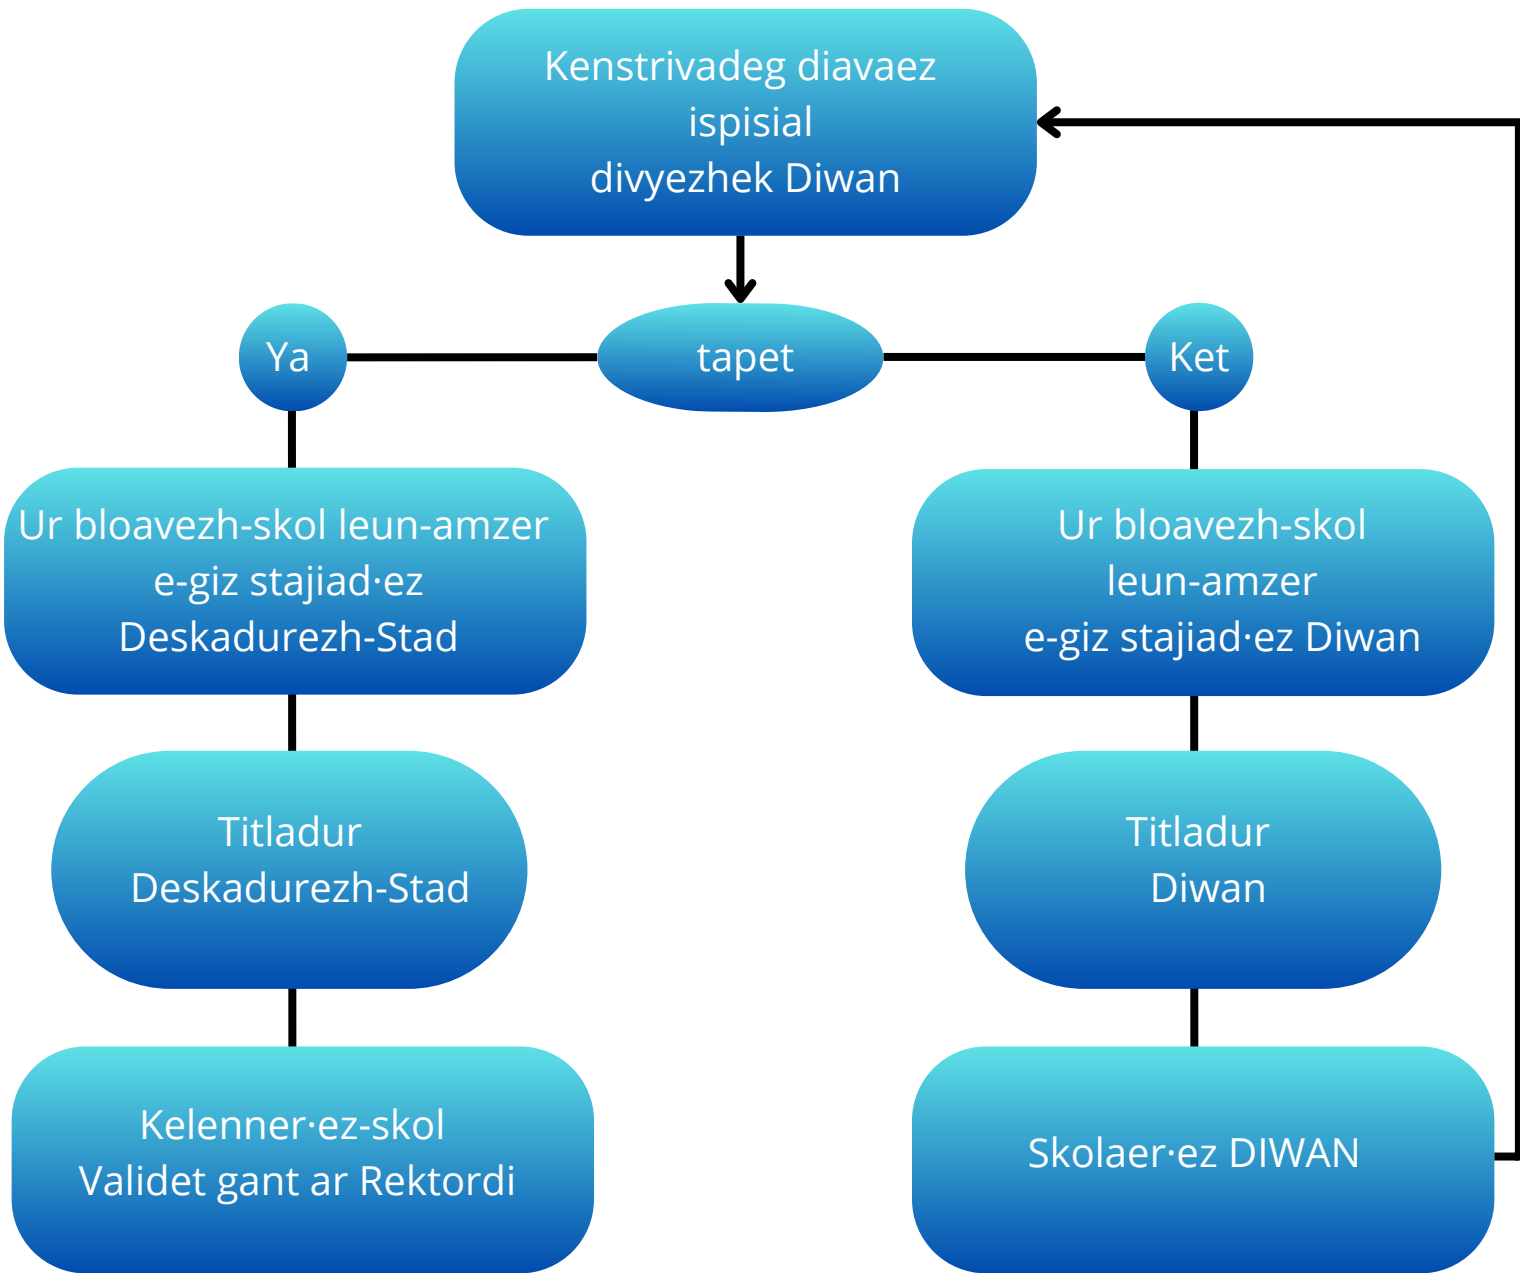 Kenstrivadeg diavaez
ispisial
divyezhek Diwan
Ya
tapet
Ket
Ur bloavezh-skol leun-amzer
e-giz stajiad·ez
Deskadurezh-Stad
Ur bloavezh-skol
leun-amzer
e-giz stajiad·ez Diwan
Titladur
Deskadurezh-Stad
Titladur
Diwan
Kelenner·ez-skol
Validet gant ar Rektordi
Skolaer·ez DIWAN